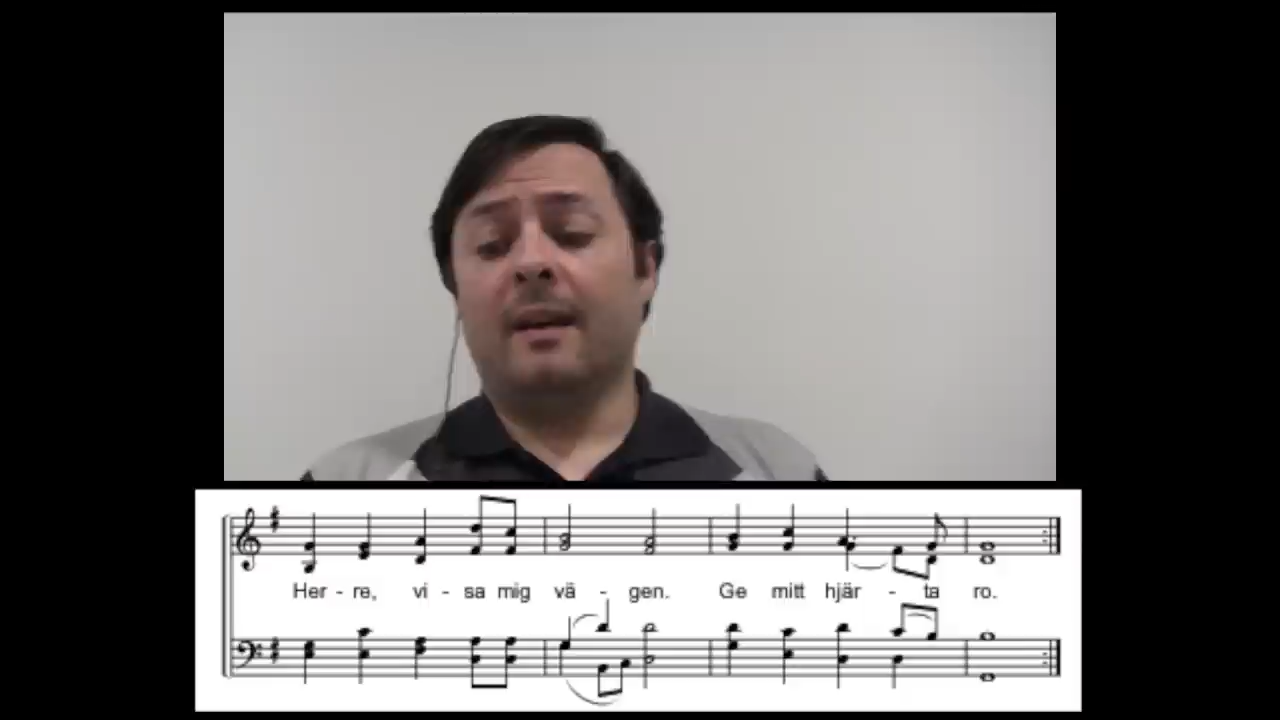 Her - re, vi - sa mig vä - gen. Ge mitt hjär - ta ro.